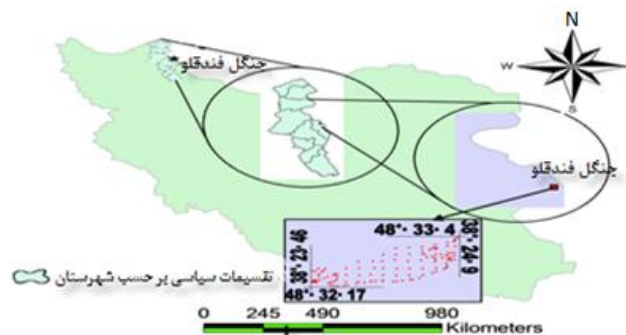 N
W
S
جنگل فندقلو
جنگل فندقلو
48°· 33· 4
38°· 23· 46
38°· 24· 9
48°· 32· 17
تقسیمات سیاسی بر حسب شهرستان
0 245 490 980
Kilometers